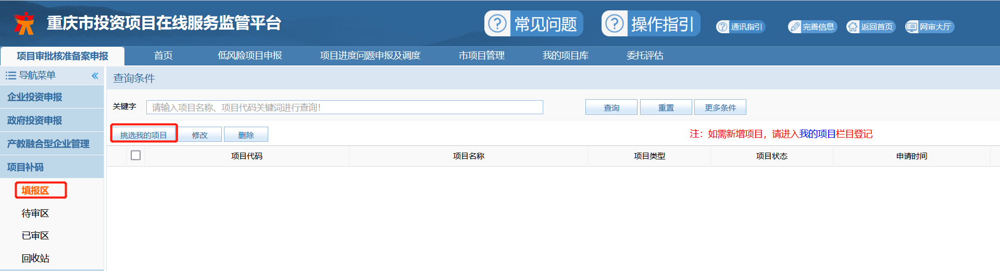 重庆市投资项目在线服务监管平台
常见问题 操作指引 通讯指引 完善信息 返回首页 网审大厅
项目审批核准备案申报 首页 低风险项目申报 项目进度问题申报及调度 市项目管理 我的项目库 委托评估
导航菜单
查询条件
企业投资申报
关键字 请输入项目名称、项目代码关键词进行查询! 查询 重置 更多条件
政府投资申报
挑选我的项目 修改 删除 注：如需新增项目，请进入我的项目栏目登记
产教融合型企业管理
项目代码 项目名称 项目类型 项目状态 申请时间
项目补码
填报区
待审区
已审区
回收站